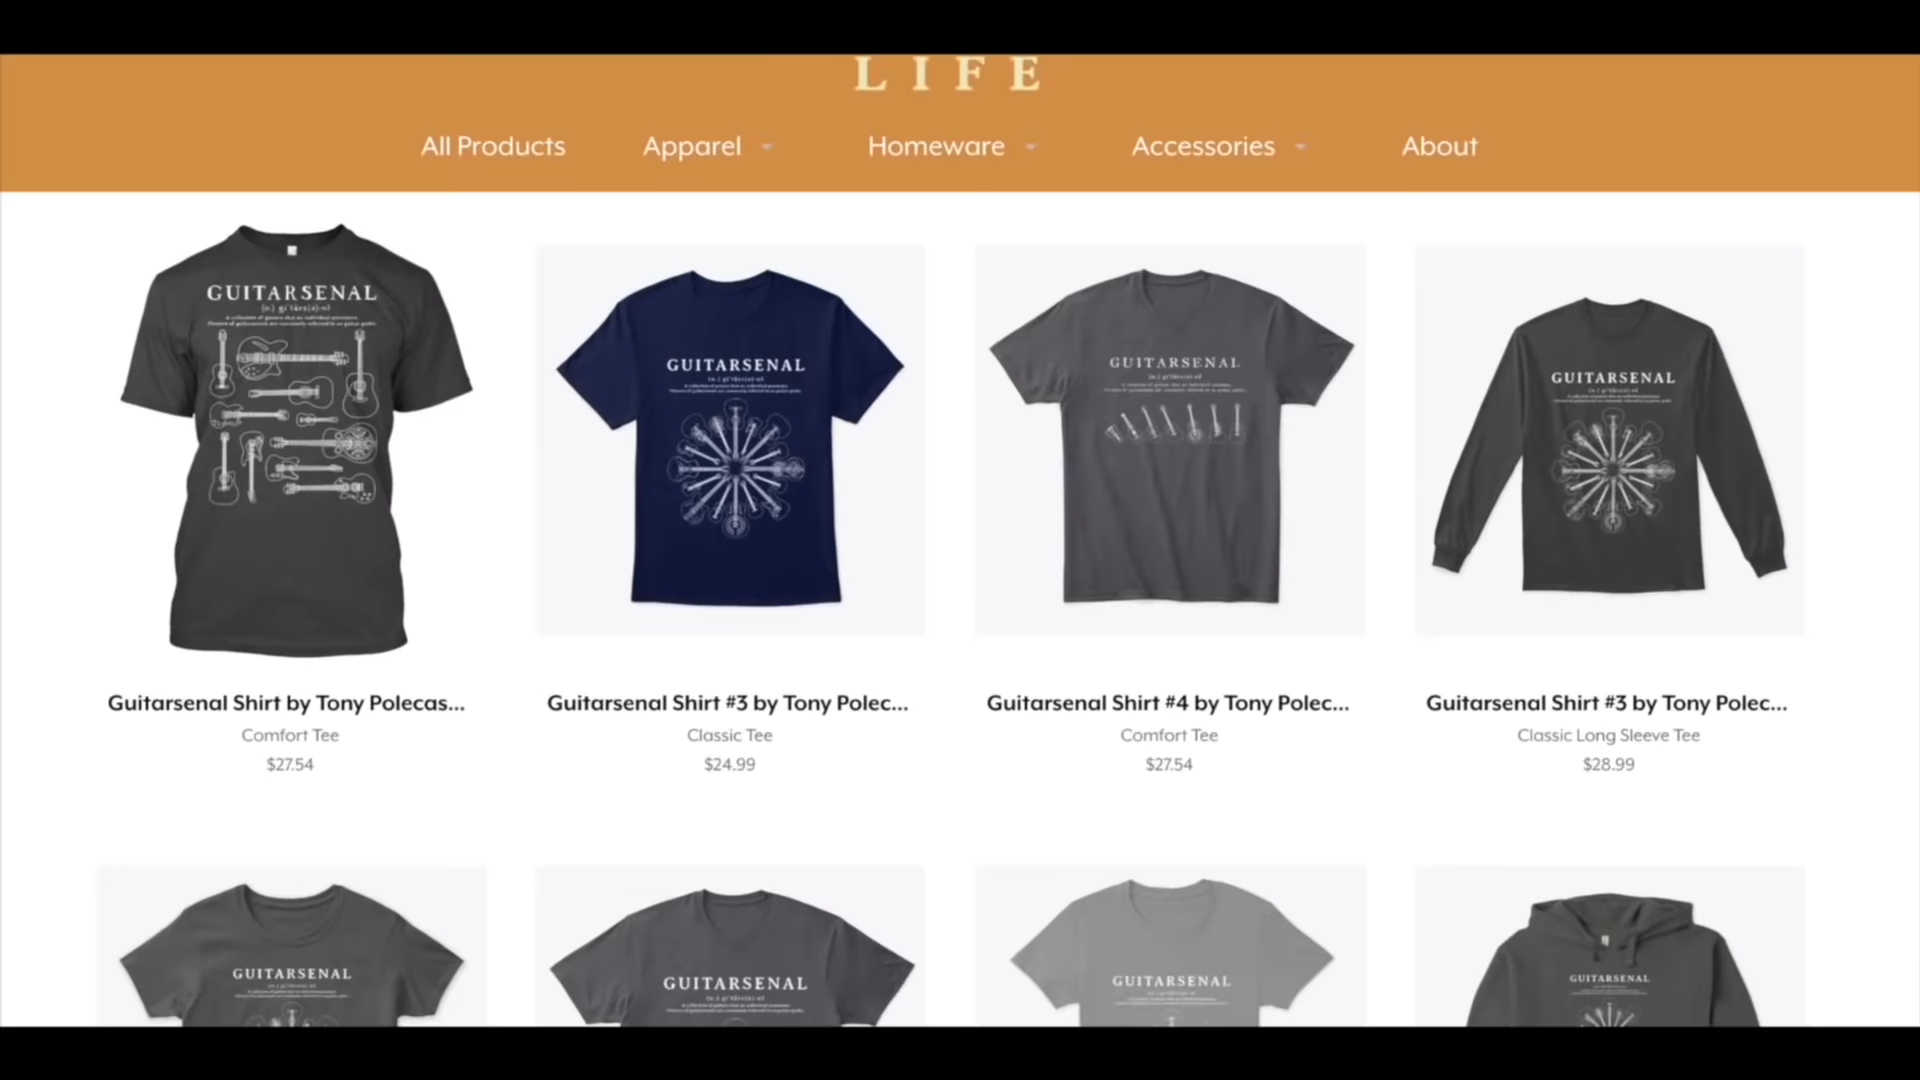 LIFE
All Products Apparel Homeware Accessories About
GUITARSENAL
GUITARSENAL
GUITARSENAL
GUITARSENAL
Guitarsenal Shirt by Tony Polecas...
Comfort Tee
$27.54
Guitarsenal Shirt #3 by Tony Polec...
Classic Tee
$24.99
Guitarsenal Shirt #4 by Tony Polec...
Comfort Tee
$27.54
Guitarsenal Shirt #3 by Tony Polec...
Classic Long Sleeve Tee
$28.99
GUITARSENAL
GUITARSENAL
GUITARSENAL
GUITARSENAL